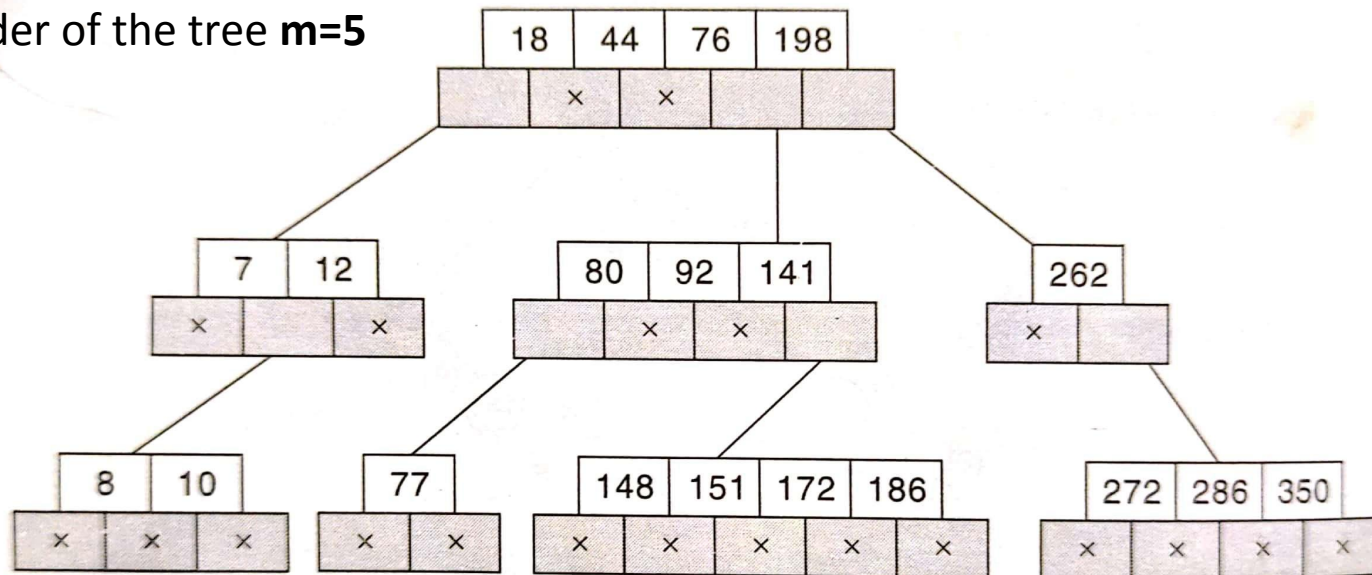 der of the tree m=5
18 44 76 198
× ×
7 12 80 92 141 262
× × × × ×
8 10 77 148 151 172 186 272 286 350
× × × × × × × × × × × × × ×